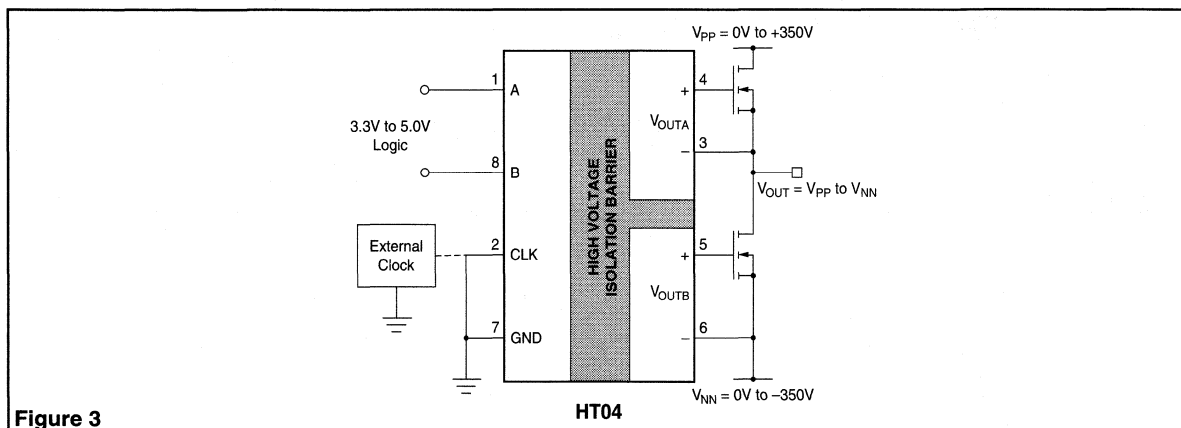 V_PP = 0V to +350V
1
A
4
+
V_OUTA
3.3V to 5.0V
Logic
3
–
8
B
HIGH VOLTAGE
ISOLATION BARRIER
V_OUT = V_PP to V_NN
External
Clock
2
CLK
5
+
V_OUTB
7
GND
6
–
V_NN = 0V to –350V
HT04
Figure 3